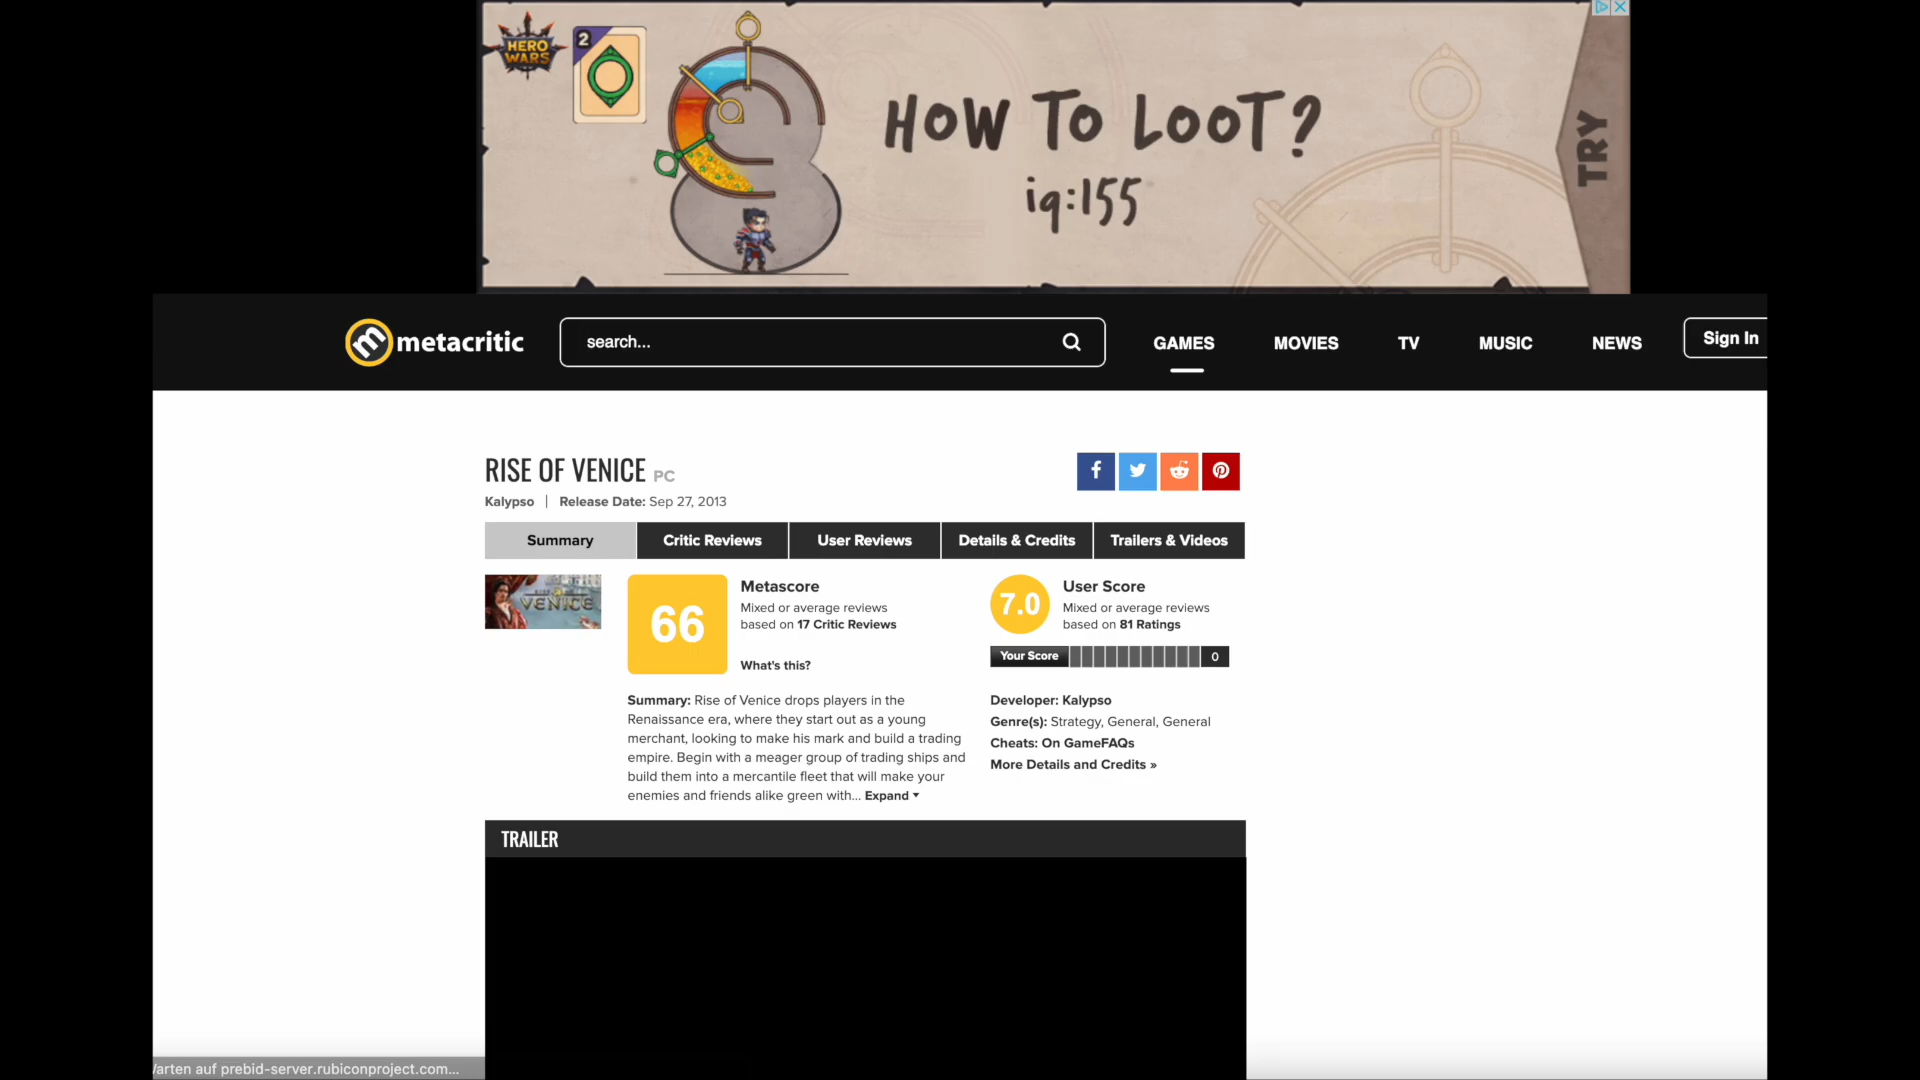 HERO
WARS
2
HOW TO LOOT?
iq:155
TRY
metacritic
search...
GAMES
MOVIES
TV
MUSIC
NEWS
Sign In
RISE OF VENICE PC
Kalypso | Release Date: Sep 27, 2013
Summary
Critic Reviews
User Reviews
Details & Credits
Trailers & Videos
VENICE
66
Metascore
Mixed or average reviews
based on 17 Critic Reviews
What's this?
7.0
User Score
Mixed or average reviews
based on 81 Ratings
Your Score
0
Summary: Rise of Venice drops players in the
Renaissance era, where they start out as a young
merchant, looking to make his mark and build a trading
empire. Begin with a meager group of trading ships and
build them into a mercantile fleet that will make your
enemies and friends alike green with... Expand
Developer: Kalypso
Genre(s): Strategy, General, General
Cheats: On GameFAQs
More Details and Credits »
TRAILER
auf prebid-server.rubiconproject.com...